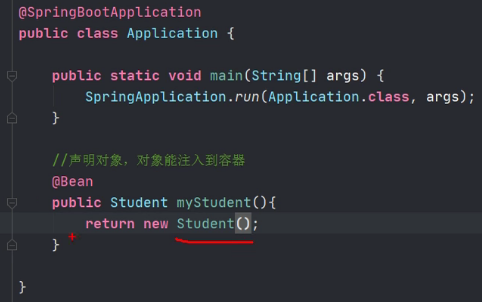 @SpringBootApplication
public class Application {
public static void main(String[] args) {
SpringApplication.run(Application.class, args);
}
//声明对象，对象能注入到容器
@Bean
public Student myStudent(){
return new Student();
}
}